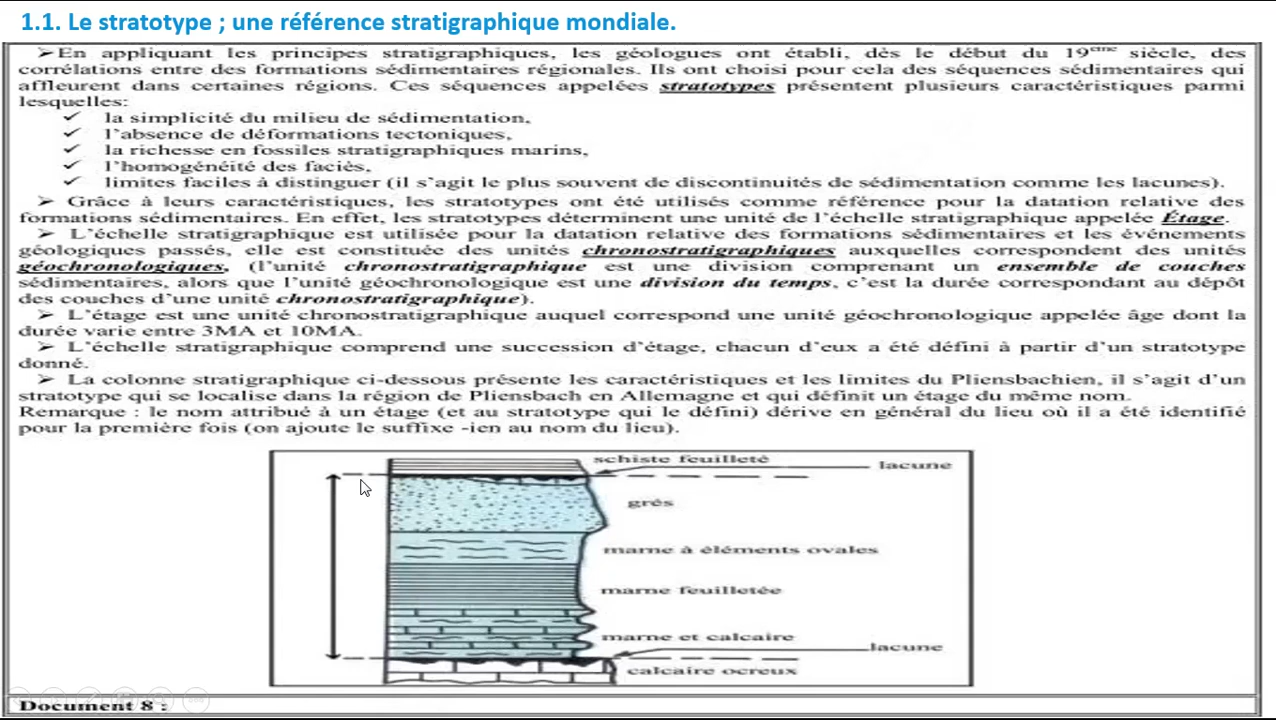 1.1. Le stratotype ; une référence stratigraphique mondiale.
➢ En appliquant les principes stratigraphiques, les géologues ont établi, dès le début du 19ème siècle, des
corrélations entre des formations sédimentaires régionales. Ils ont choisi pour cela des séquences sédimentaires qui
affleurent dans certaines régions. Ces séquences appelées stratotypes présentent plusieurs caractéristiques parmi
lesquelles:
✓ la simplicité du milieu de sédimentation,
✓ l'absence de déformations tectoniques,
✓ la richesse en fossiles stratigraphiques marins,
✓ l'homogénéité des faciès,
✓ limites faciles à distinguer (il s'agit le plus souvent de discontinuités de sédimentation comme les lacunes).
➢ Grâce à leurs caractéristiques, les stratotypes ont été utilisés comme référence pour la datation relative des
formations sédimentaires. En effet, les stratotypes déterminent une unité de l'échelle stratigraphique appelée Étage.
➢ L'échelle stratigraphique est utilisée pour la datation relative des formations sédimentaires et les événements
géologiques passés, elle est constituée des unités chronostratigraphiques auxquelles correspondent des unités
géochronologiques, (l'unité chronostratigraphique est une division comprenant un ensemble de couches
sédimentaires, alors que l'unité géochronologique est une division du temps, c'est la durée correspondant au dépôt
des couches d'une unité chronostratigraphique).
➢ L'étage est une unité chronostratigraphique auquel correspond une unité géochronologique appelée âge dont la
durée varie entre 3MA et 10MA.
➢ L'échelle stratigraphique comprend une succession d'étage, chacun d'eux a été défini à partir d'un stratotype
donné.
➢ La colonne stratigraphique ci-dessous présente les caractéristiques et les limites du Pliensbachien, il s'agit d'un
stratotype qui se localise dans la région de Pliensbach en Allemagne et qui définit un étage du même nom.
Remarque : le nom attribué à un étage (et au stratotype qui le défini) dérive en général du lieu où il a été identifié
pour la première fois (on ajoute le suffixe -ien au nom du lieu).
schiste feuilleté
lacune
grés
marne à éléments ovales
marne feuilletée
marne et calcaire
lacune
calcaire ocreux
Document 8 :